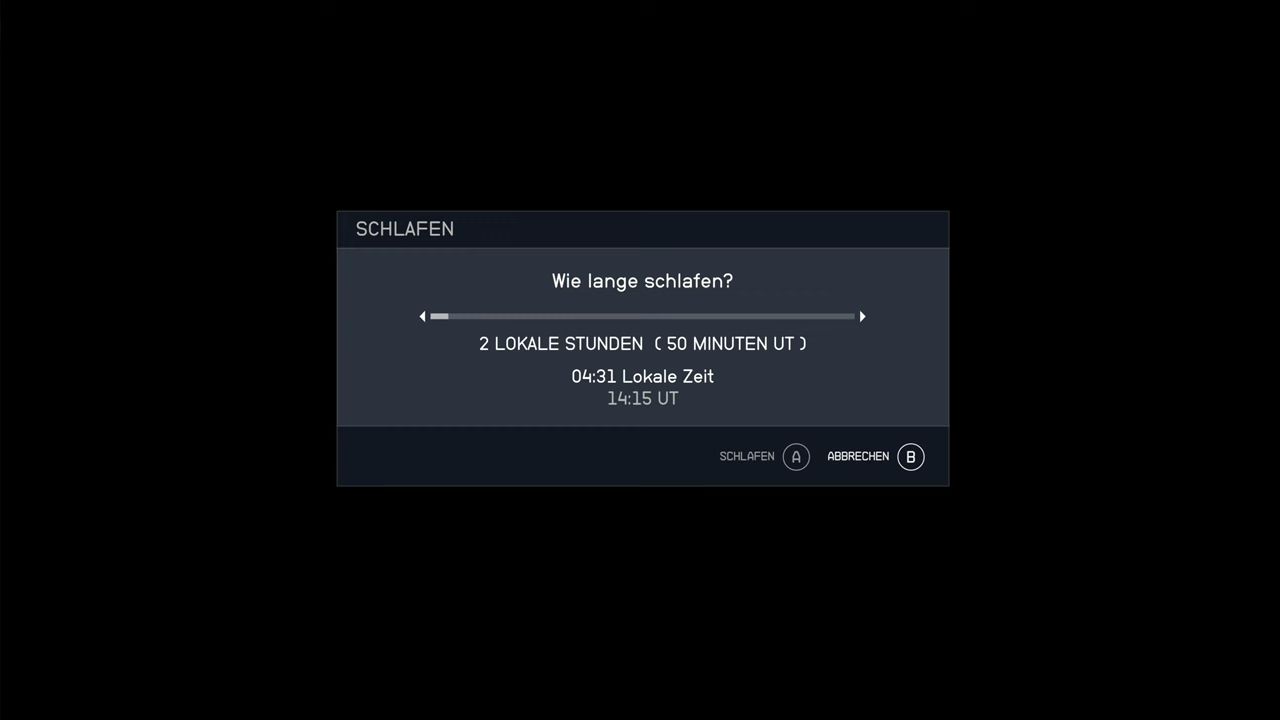 SCHLAFEN
Wie lange schlafen?
2 LOKALE STUNDEN ( 50 MINUTEN UT )
04:31 Lokale Zeit
14:15 UT
SCHLAFEN A ABBRECHEN B